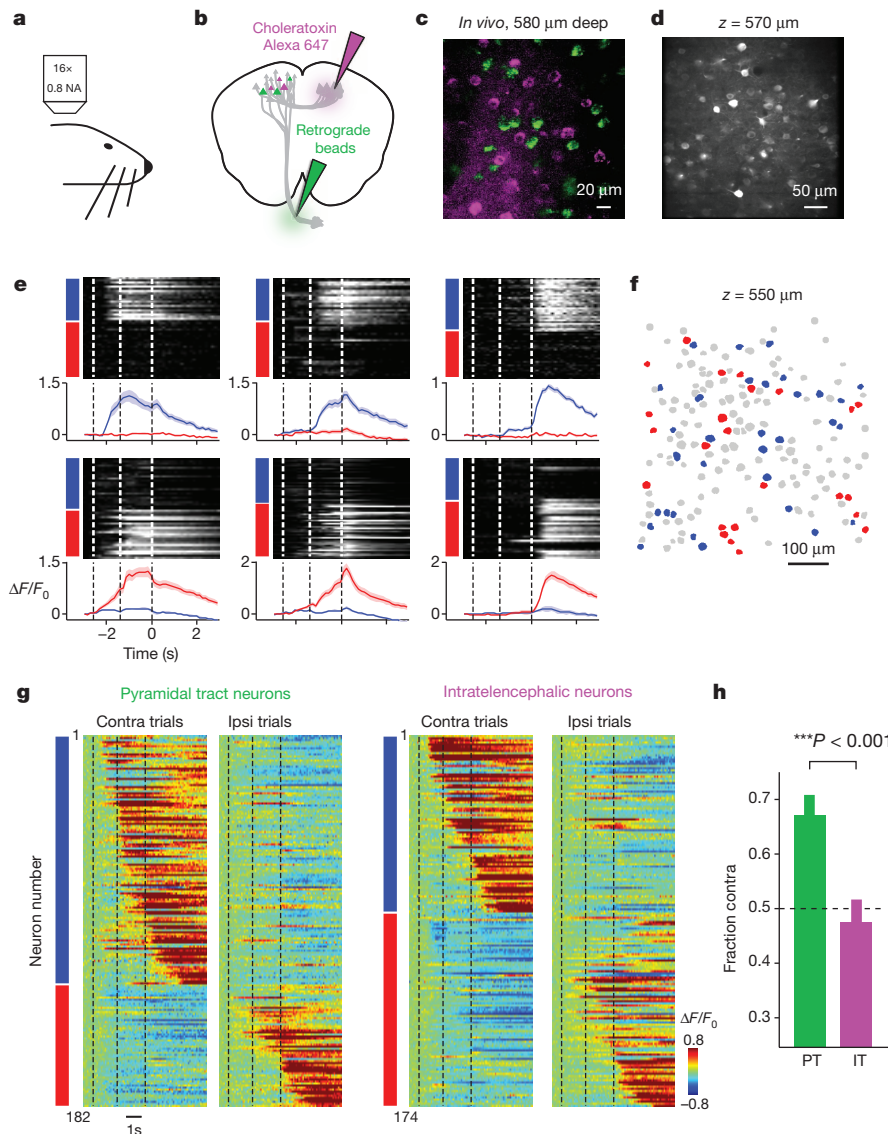 a
16×
0.8 NA
b
Choleratoxin
Alexa 647
Retrograde
beads
c
In vivo, 580 μm deep
20 μm
d
z = 570 μm
50 μm
e
1.5
0
1.5
0
1
0
1.5
ΔF/F0
0
2
0
2
0
−2
0
2
Time (s)
f
z = 550 μm
100 μm
g
Pyramidal tract neurons
Contra trials
Ipsi trials
1
Neuron number
182
1s
Intratelencephalic neurons
Contra trials
Ipsi trials
1
174
ΔF/F0
0.8
−0.8
h
***P < 0.001
0.7
0.6
0.5
0.4
0.3
Fraction contra
PT
IT